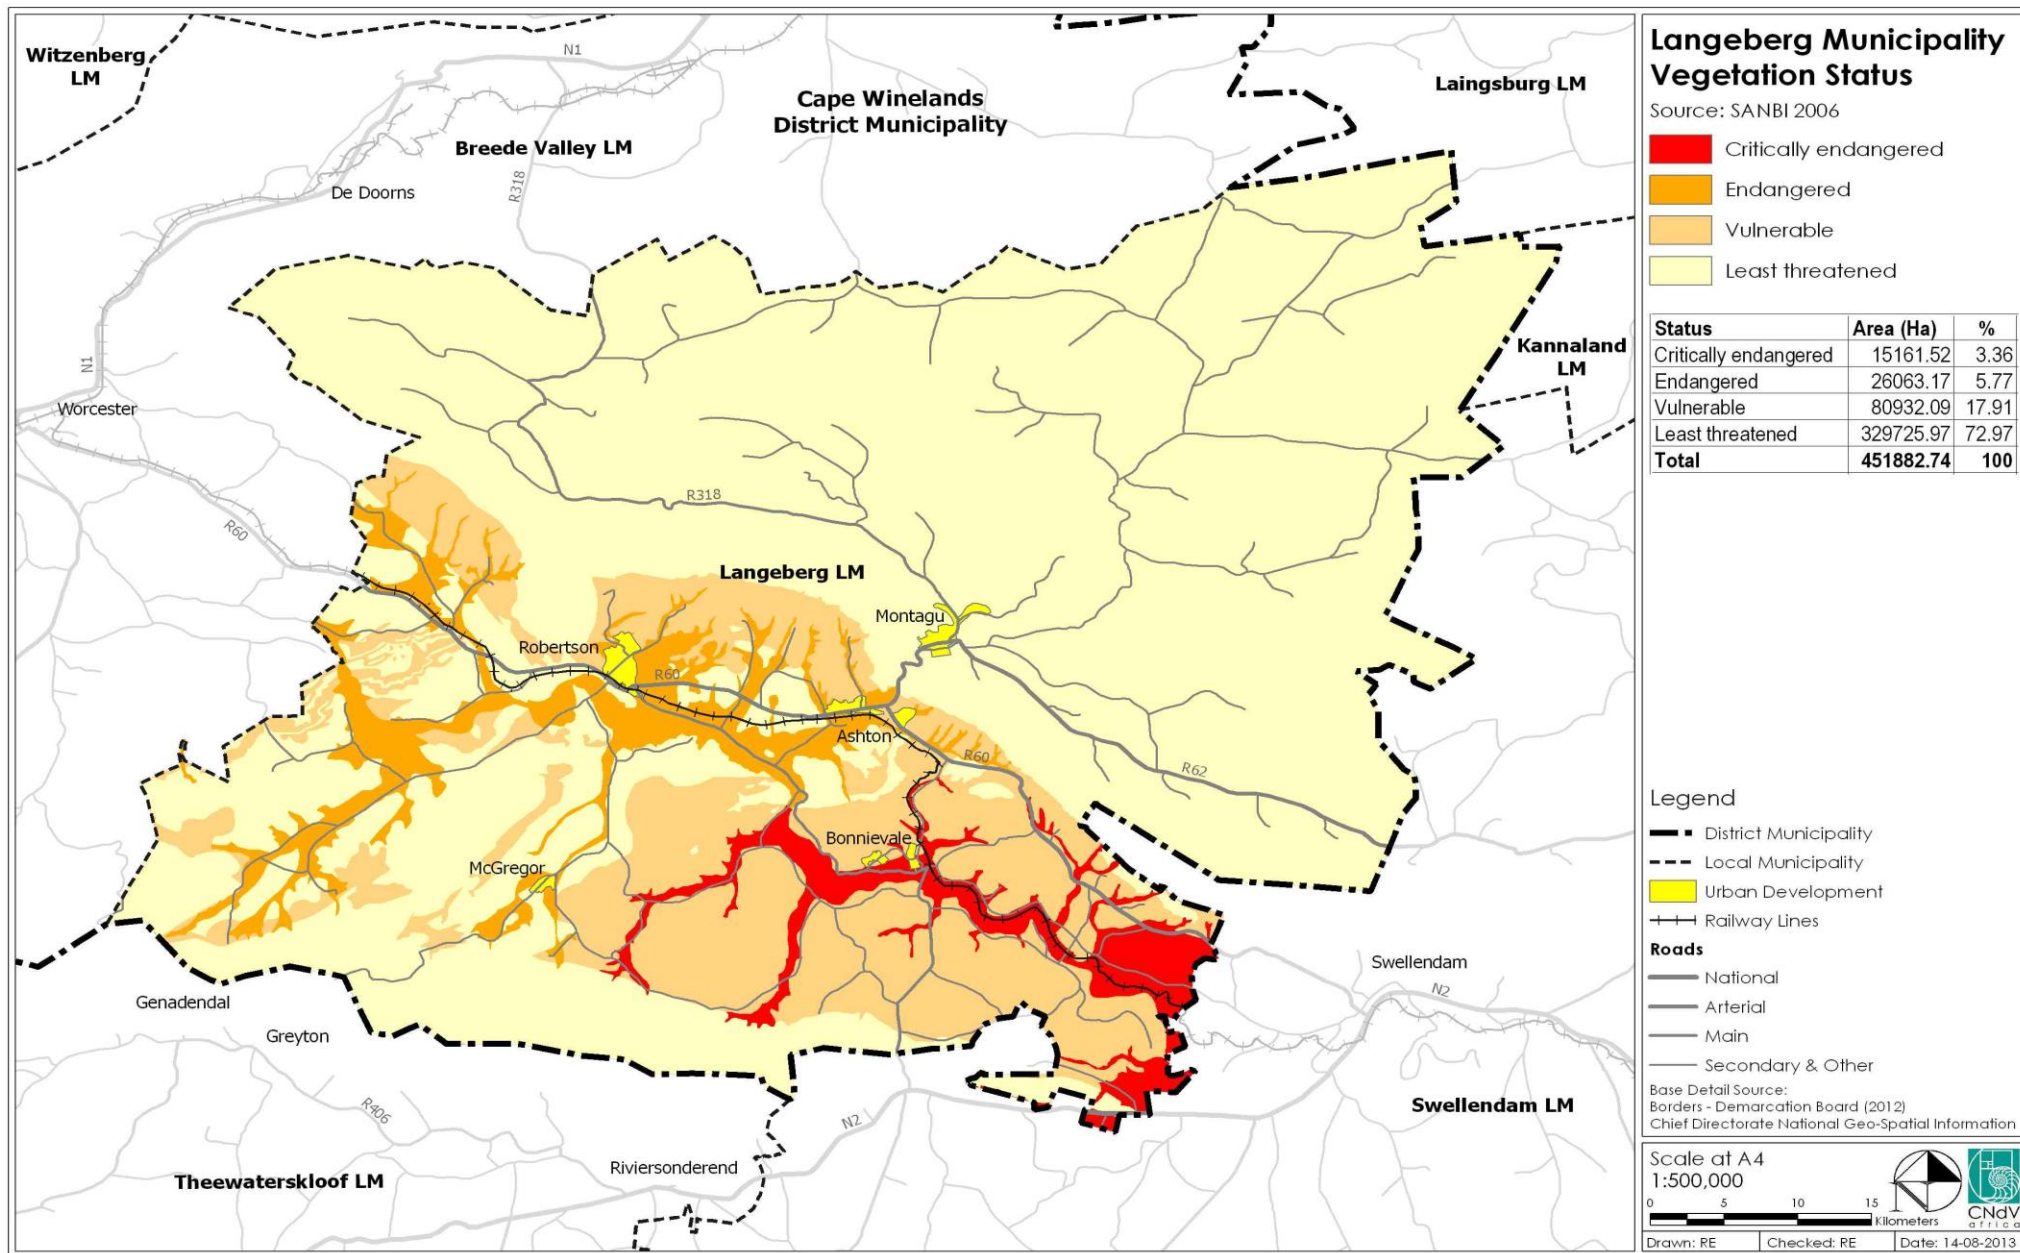 Witzenberg
LM
N1
Cape Winelands
District Municipality
Laingsburg LM
Breede Valley LM
De Doorns
R318
N1
Kannaland
LM
Worcester
R318
R60
Langeberg LM
Montagu
Robertson
R60
Ashton
R60
R62
Bonnievale
McGregor
Swellendam
N2
Genadendal
Greyton
R406
N2
Swellendam LM
Riviersonderend
Theewaterskloof LM
Langeberg Municipality
Vegetation Status
Source: SANBI 2006
Critically endangered
Endangered
Vulnerable
Least threatened
Status Area (Ha) %
Critically endangered 15161.52 3.36
Endangered 26063.17 5.77
Vulnerable 80932.09 17.91
Least threatened 329725.97 72.97
Total 451882.74 100
Legend
District Municipality
Local Municipality
Urban Development
Railway Lines
Roads
National
Arterial
Main
Secondary & Other
Base Detail Source:
Borders - Demarcation Board (2012)
Chief Directorate National Geo-Spatial Information
Scale at A4
1:500,000
0 5 10 15
Kilometers
CNdV
africa
Drawn: RE Checked: RE Date: 14-08-2013